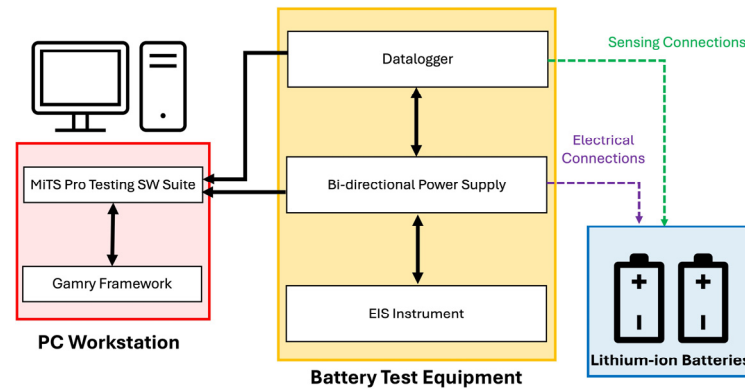 Datalogger
Sensing Connections
Electrical
Connections
MiTS Pro Testing SW Suite
Bi-directional Power Supply
Gamry Framework
EIS Instrument
PC Workstation
Lithium-ion Batteries
Battery Test Equipment